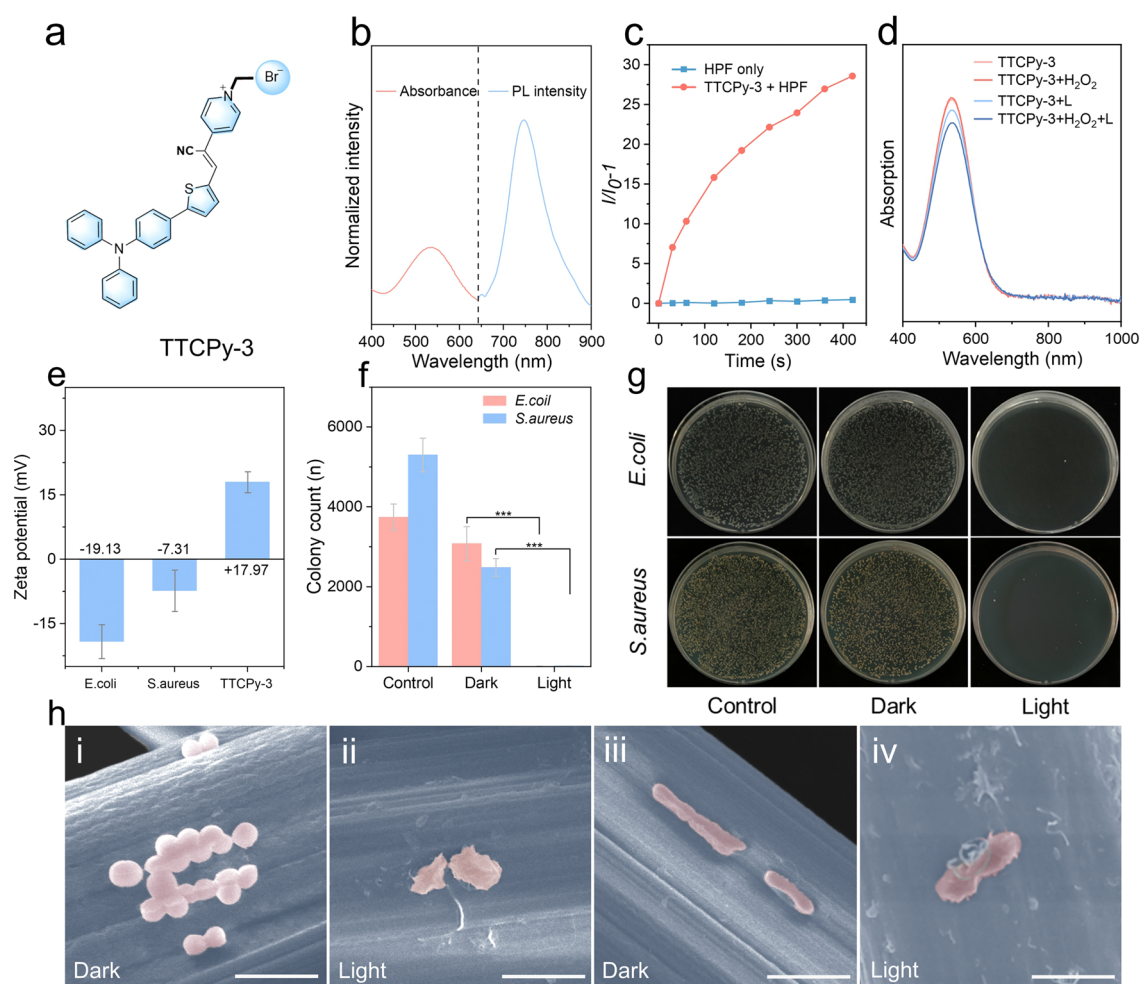 a
Br⁻
N⁺
NC
S
N
TTCPy-3
b
Absorbance
PL intensity
Normalized intensity
400 500 600 700 800 900
Wavelength (nm)
c
HPF only
TTCPy-3 + HPF
I/I0-1
30
25
20
15
10
5
0
0 100 200 300 400
Time (s)
d
TTCPy-3
TTCPy-3+H₂O₂
TTCPy-3+L
TTCPy-3+H₂O₂+L
Absorption
400 600 800 1000
Wavelength (nm)
e
Zeta potential (mV)
30
15
0
-15
-19.13
-7.31
+17.97
E.coli S.aureus TTCPy-3
f
E.coil
S.aureus
Colony count (n)
6000
4000
2000
0
***
***
Control Dark Light
g
E.coli
S.aureus
Control Dark Light
h
i
Dark
ii
Light
iii
Dark
iv
Light